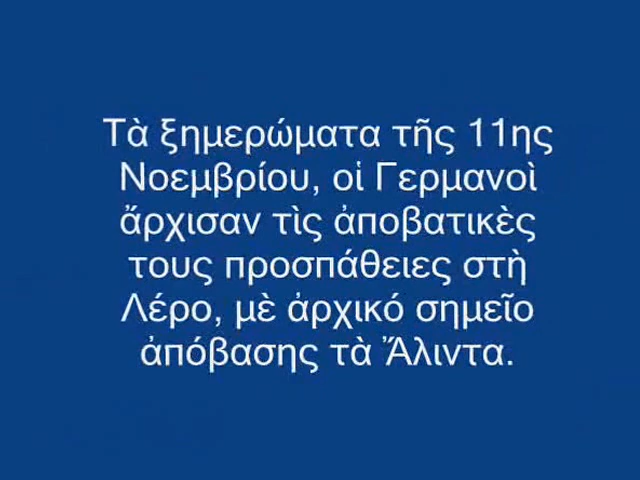 Τὰ ξημερώματα τῆς 11ης
Νοεμβρίου, οἱ Γερμανοὶ
ἄρχισαν τὶς ἀποβατικὲς
τους προσπάθειες στὴ
Λέρο, μὲ ἀρχικό σημεῖο
ἀπόβασης τὰ Ἄλιντα.